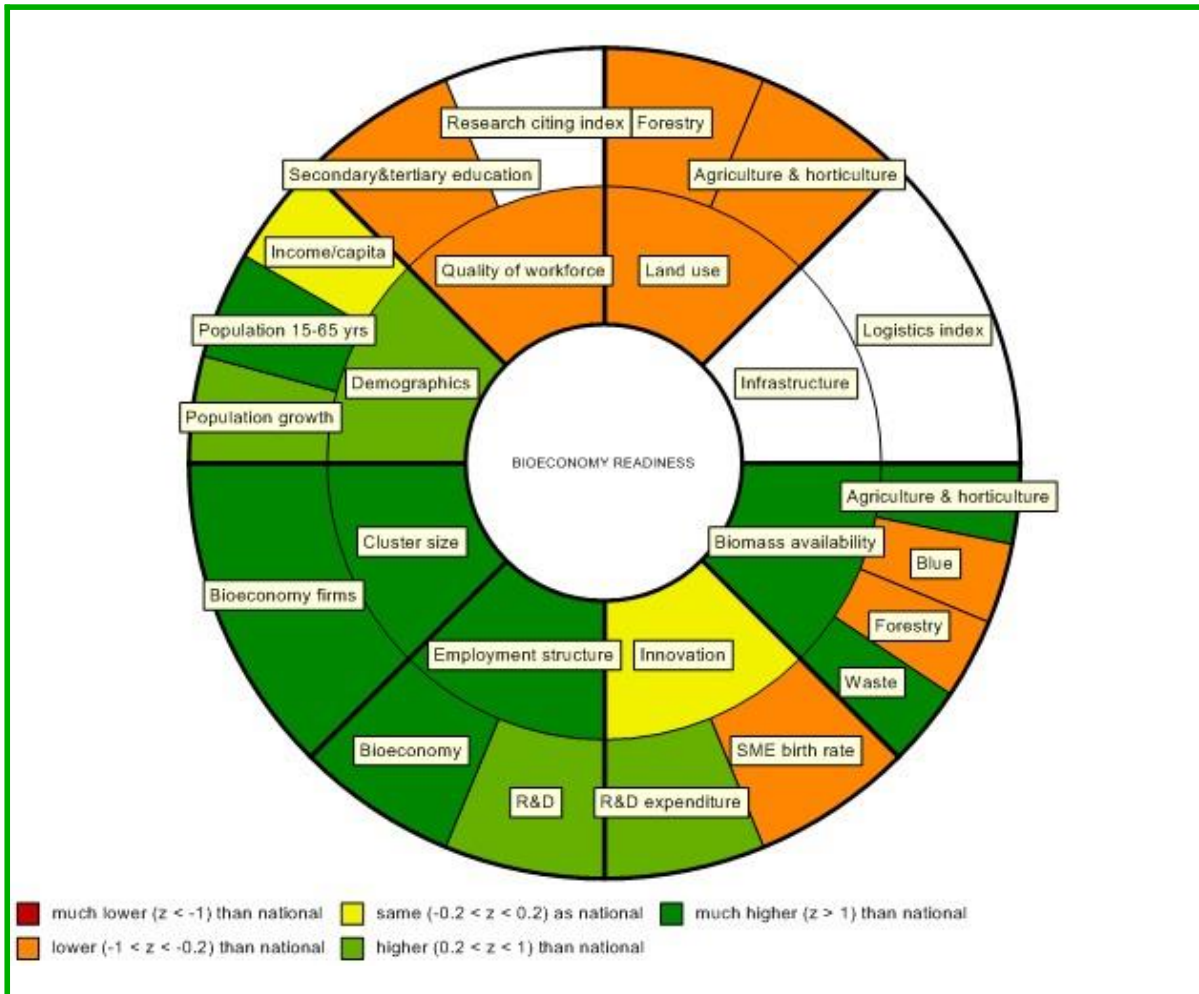 Research citing index
Forestry
Secondary&tertiary education
Agriculture & horticulture
Income/capita
Quality of workforce
Land use
Population 15-65 yrs
Logistics index
Demographics
Infrastructure
Population growth
BIOECONOMY READINESS
Agriculture & horticulture
Cluster size
Biomass availability
Blue
Bioeconomy firms
Forestry
Employment structure
Innovation
Waste
Bioeconomy
SME birth rate
R&D
R&D expenditure
much lower (z < -1) than national
same (-0.2 < z < 0.2) as national
much higher (z > 1) than national
lower (-1 < z < -0.2) than national
higher (0.2 < z < 1) than national